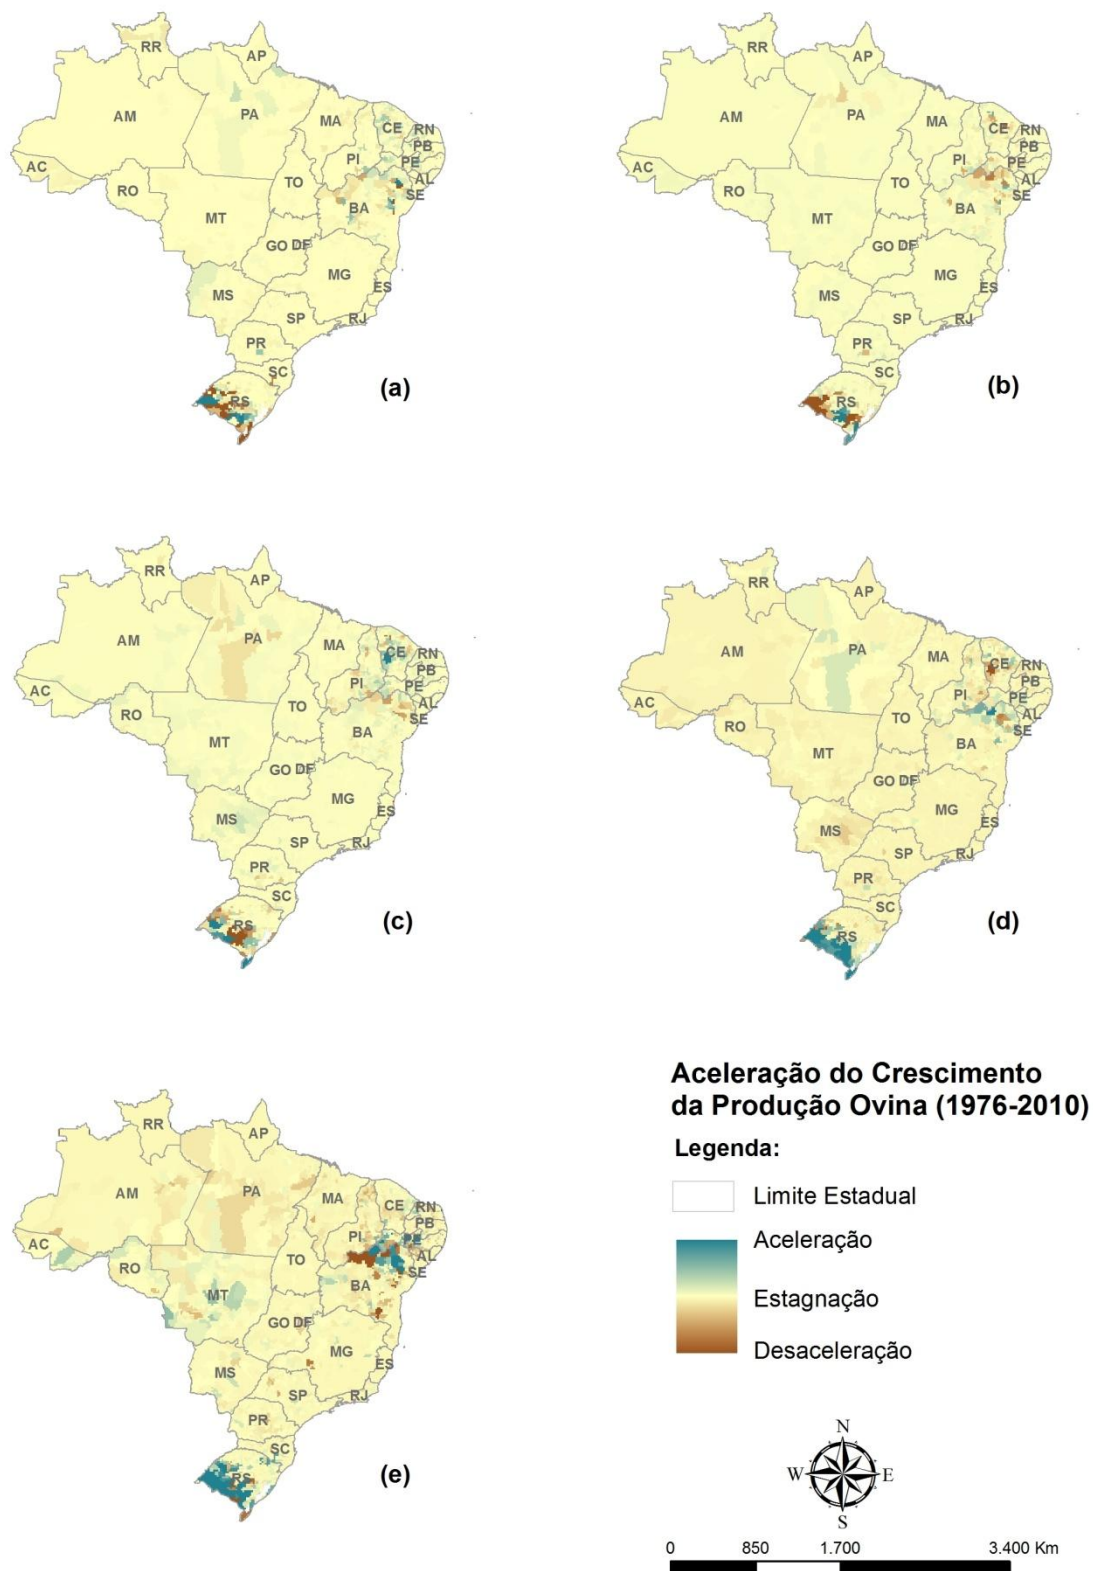 RR
AP
AM
PA
MA
CE
RN
PB
PE
AL
SE
PI
AC
RO
TO
BA
MT
GO DF
MG
ES
MS
SP
RJ
PR
SC
RS
(a)
RR
AP
AM
PA
MA
CE
RN
PB
PE
AL
SE
PI
AC
RO
TO
BA
MT
GO DF
MG
ES
MS
SP
RJ
PR
SC
RS
(b)
RR
AP
AM
PA
MA
CE
RN
PB
PE
AL
SE
PI
AC
RO
TO
BA
MT
GO DF
MG
ES
MS
SP
RJ
PR
SC
RS
(c)
RR
AP
AM
PA
MA
CE
RN
PB
PE
AL
SE
PI
AC
RO
TO
BA
MT
GO DF
MG
ES
MS
SP
RJ
PR
SC
RS
(d)
RR
AP
AM
PA
MA
CE
RN
PB
PE
AL
SE
PI
AC
RO
TO
BA
MT
GO DF
MG
ES
MS
SP
RJ
PR
SC
RS
(e)
Aceleração do Crescimento
da Produção Ovina (1976-2010)
Legenda:
Limite Estadual
Aceleração
Estagnação
Desaceleração
N
W E
S
0 850 1.700 3.400 Km